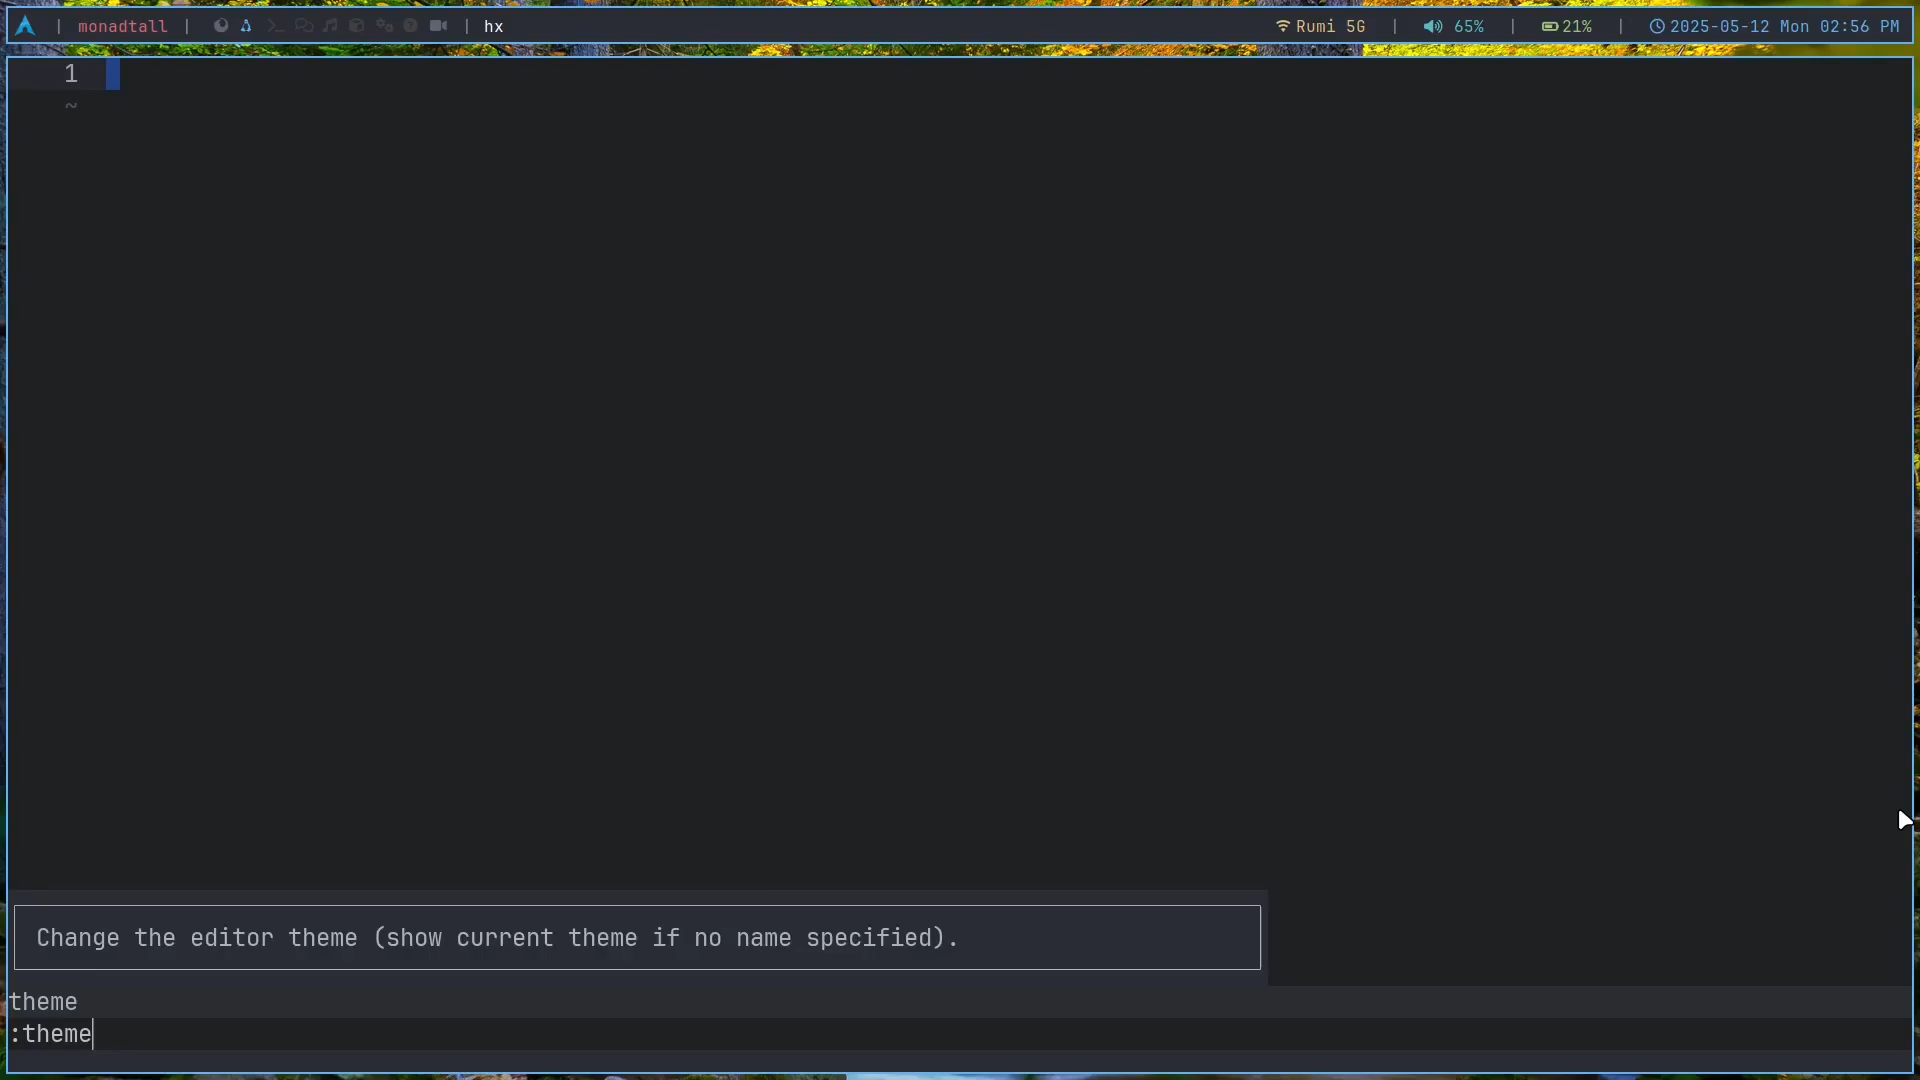 | monadtall | | hx Rumi 5G | 65% | 21% | 2025-05-12 Mon 02:56 PM
1
~
Change the editor theme (show current theme if no name specified).
theme
:theme